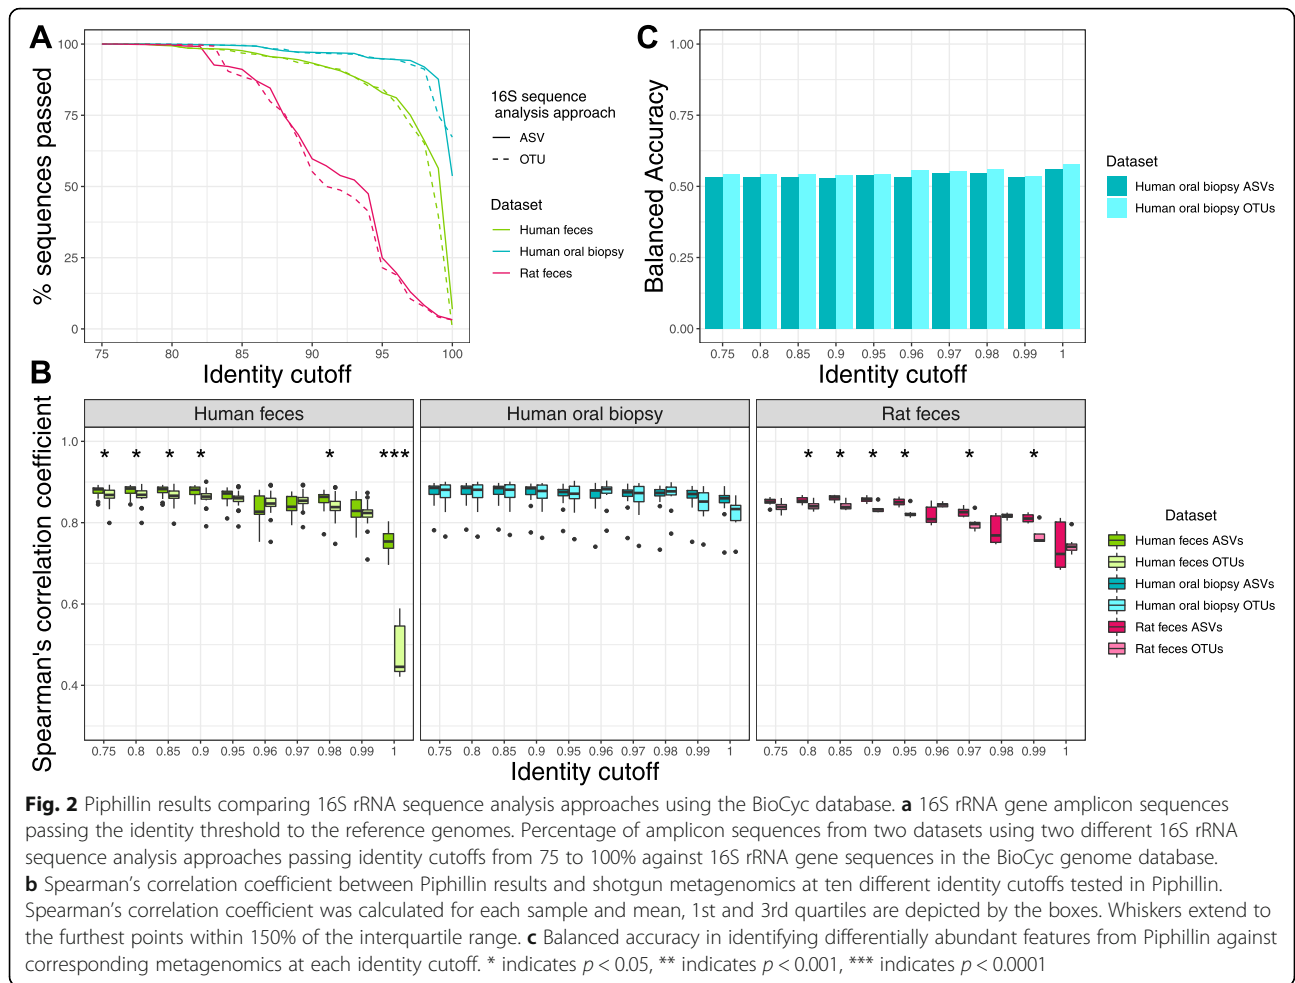 A
% sequences passed
100
75
50
25
0
75 80 85 90 95 100
Identity cutoff
16S sequence
analysis approach
ASV
OTU
Dataset
Human feces
Human oral biopsy
Rat feces
C
Balanced Accuracy
1.00
0.75
0.50
0.25
0.00
0.75 0.8 0.85 0.9 0.95 0.96 0.97 0.98 0.99 1
Identity cutoff
Dataset
Human oral biopsy ASVs
Human oral biopsy OTUs
B
Spearman's correlation coefficient
Human feces
Human oral biopsy
Rat feces
1.0
0.8
0.6
0.4
* * * * * ***
* * * * * *
0.75 0.8 0.85 0.9 0.95 0.96 0.97 0.98 0.99 1
0.75 0.8 0.85 0.9 0.95 0.96 0.97 0.98 0.99 1
0.75 0.8 0.85 0.9 0.95 0.96 0.97 0.98 0.99 1
Identity cutoff
Dataset
Human feces ASVs
Human feces OTUs
Human oral biopsy ASVs
Human oral biopsy OTUs
Rat feces ASVs
Rat feces OTUs
Fig. 2 Piphillin results comparing 16S rRNA sequence analysis approaches using the BioCyc database. a 16S rRNA gene amplicon sequences
passing the identity threshold to the reference genomes. Percentage of amplicon sequences from two datasets using two different 16S rRNA
sequence analysis approaches passing identity cutoffs from 75 to 100% against 16S rRNA gene sequences in the BioCyc genome database.
b Spearman's correlation coefficient between Piphillin results and shotgun metagenomics at ten different identity cutoffs tested in Piphillin.
Spearman's correlation coefficient was calculated for each sample and mean, 1st and 3rd quartiles are depicted by the boxes. Whiskers extend to
the furthest points within 150% of the interquartile range. c Balanced accuracy in identifying differentially abundant features from Piphillin against
corresponding metagenomics at each identity cutoff. * indicates p < 0.05, ** indicates p < 0.001, *** indicates p < 0.0001